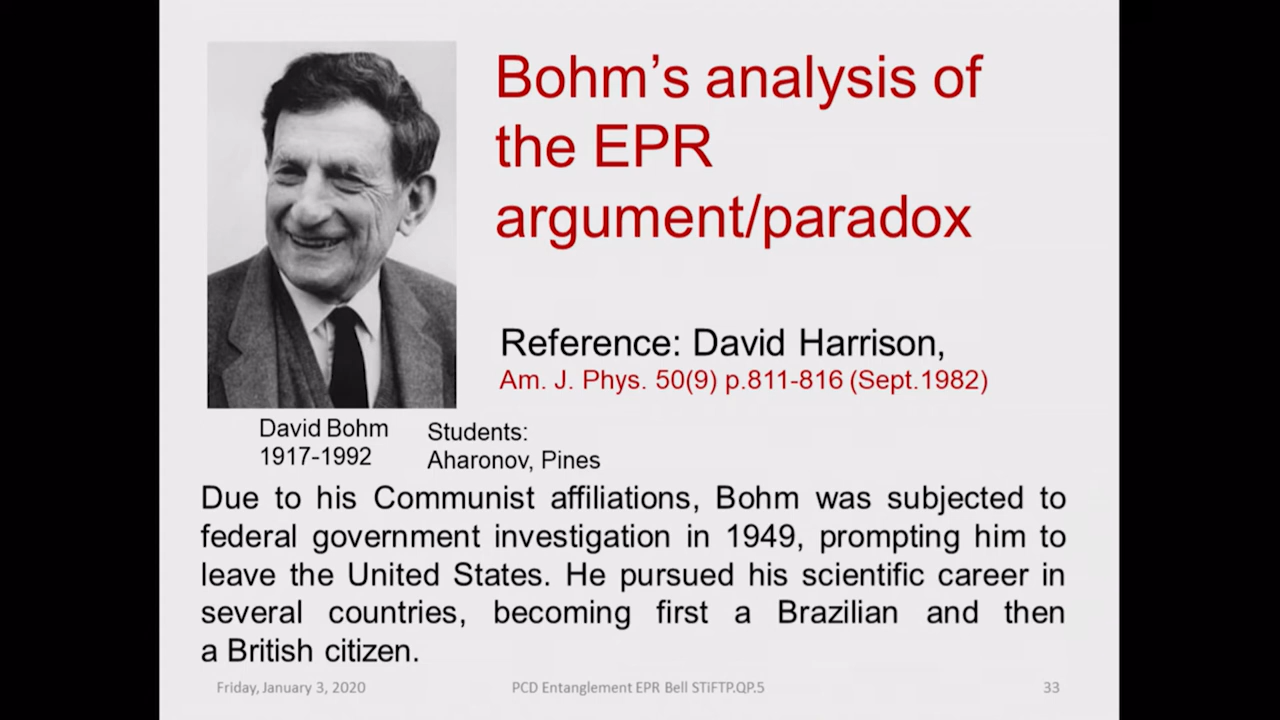 Bohm's analysis of
the EPR
argument/paradox
Reference: David Harrison,
Am. J. Phys. 50(9) p.811-816 (Sept.1982)
David Bohm
1917-1992
Students:
Aharonov, Pines
Due to his Communist affiliations, Bohm was subjected to
federal government investigation in 1949, prompting him to
leave the United States. He pursued his scientific career in
several countries, becoming first a Brazilian and then
a British citizen.
Friday, January 3, 2020
PCD Entanglement EPR Bell STiFTP.QP.5
33